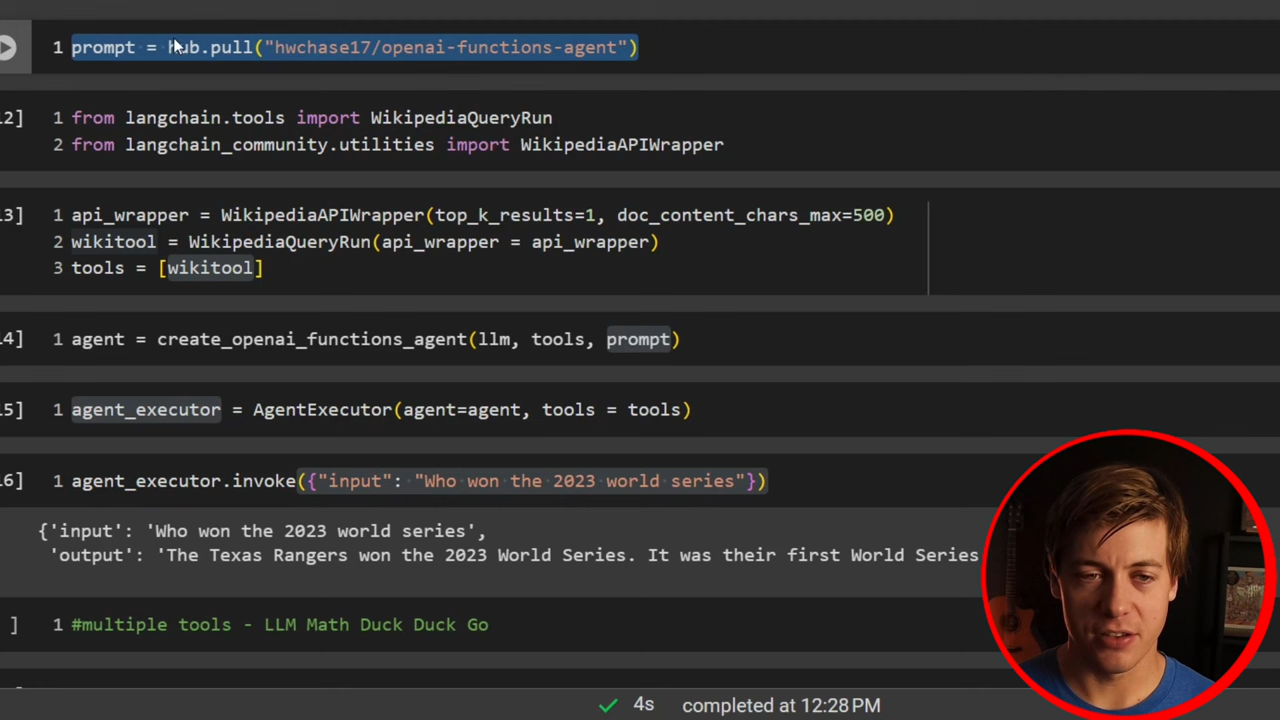 1 prompt = hub.pull("hwchase17/openai-functions-agent")
12] 1 from langchain.tools import WikipediaQueryRun
2 from langchain_community.utilities import WikipediaAPIWrapper
13] 1 api_wrapper = WikipediaAPIWrapper(top_k_results=1, doc_content_chars_max=500)
2 wikitool = WikipediaQueryRun(api_wrapper = api_wrapper)
3 tools = [wikitool]
14] 1 agent = create_openai_functions_agent(llm, tools, prompt)
15] 1 agent_executor = AgentExecutor(agent=agent, tools = tools)
16] 1 agent_executor.invoke({"input": "Who won the 2023 world series"})
{'input': 'Who won the 2023 world series',
'output': 'The Texas Rangers won the 2023 World Series. It was their first World Series
] 1 #multiple tools - LLM Math Duck Duck Go
4s completed at 12:28 PM